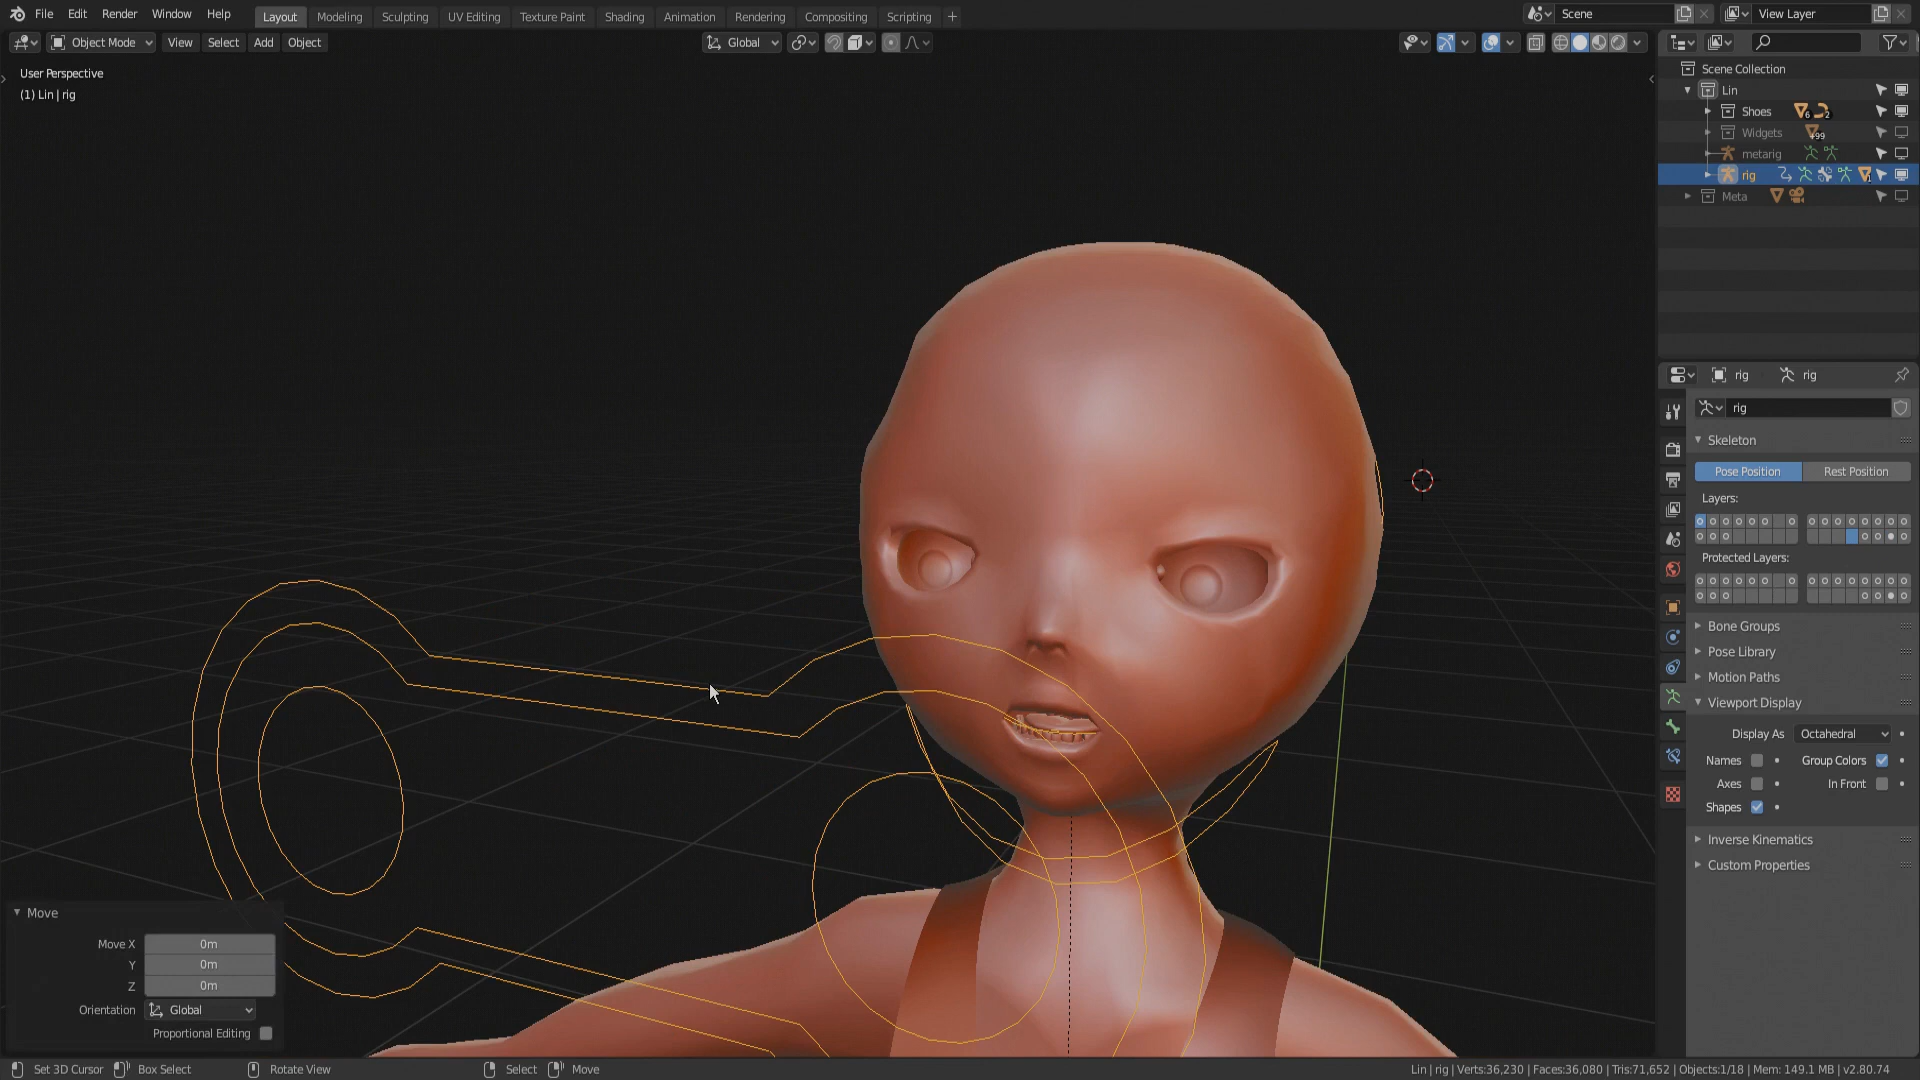 File Edit Render Window Help Layout Modeling Sculpting UV Editing Texture Paint Shading Animation Rendering Compositing Scripting + Scene View Layer
Object Mode View Select Add Object Global
User Perspective
(1) Lin | rig
Scene Collection
Lin
Shoes 6 2
Widgets +99
metarig
rig 1
Meta
rig rig
rig
Skeleton
Pose Position Rest Position
Layers:
Protected Layers:
Bone Groups
Pose Library
Motion Paths
Viewport Display
Display As Octahedral
Names Group Colors
Axes In Front
Shapes
Inverse Kinematics
Custom Properties
Move
Move X 0m
Y 0m
Z 0m
Orientation Global
Proportional Editing
Set 3D Cursor Box Select Rotate View Select Move Lin | rig | Verts:36,230 | Faces:36,080 | Tris:71,652 | Objects:1/18 | Mem: 149.1 MB | v2.80.74